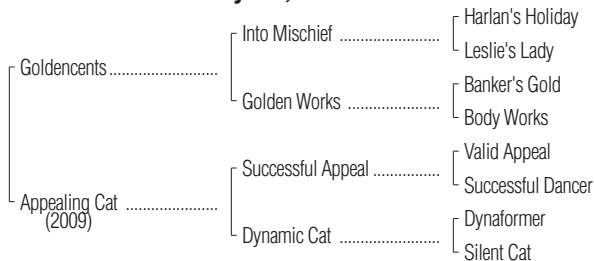 Harlan's Holiday
Into Mischief ....................
Leslie's Lady
Goldencents......................
Banker's Gold
Golden Works ..................
Body Works
Valid Appeal
Successful Appeal .............
Successful Dancer
Appealing Cat ..................
(2009)
Dynaformer
Dynamic Cat ....................
Silent Cat